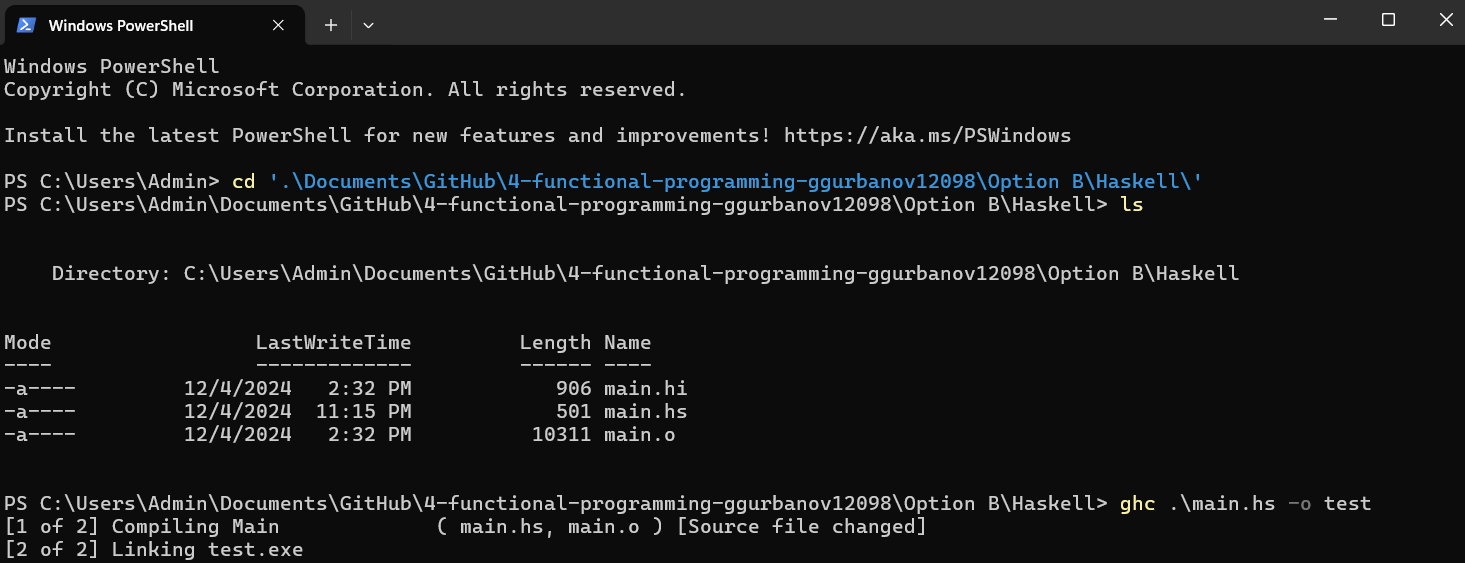 Windows PowerShell
Windows PowerShell
Copyright (C) Microsoft Corporation. All rights reserved.
Install the latest PowerShell for new features and improvements! https://aka.ms/PSWindows
PS C:\Users\Admin> cd '.\Documents\GitHub\4-functional-programming-ggurbanov12098\Option B\Haskell\'
PS C:\Users\Admin\Documents\GitHub\4-functional-programming-ggurbanov12098\Option B\Haskell> ls
Directory: C:\Users\Admin\Documents\GitHub\4-functional-programming-ggurbanov12098\Option B\Haskell
Mode                 LastWriteTime         Length Name
----                 -------------         ------ ----
-a----         12/4/2024   2:32 PM            906 main.hi
-a----         12/4/2024  11:15 PM            501 main.hs
-a----         12/4/2024   2:32 PM          10311 main.o
PS C:\Users\Admin\Documents\GitHub\4-functional-programming-ggurbanov12098\Option B\Haskell> ghc .\main.hs -o test
[1 of 2] Compiling Main             ( main.hs, main.o ) [Source file changed]
[2 of 2] Linking test.exe